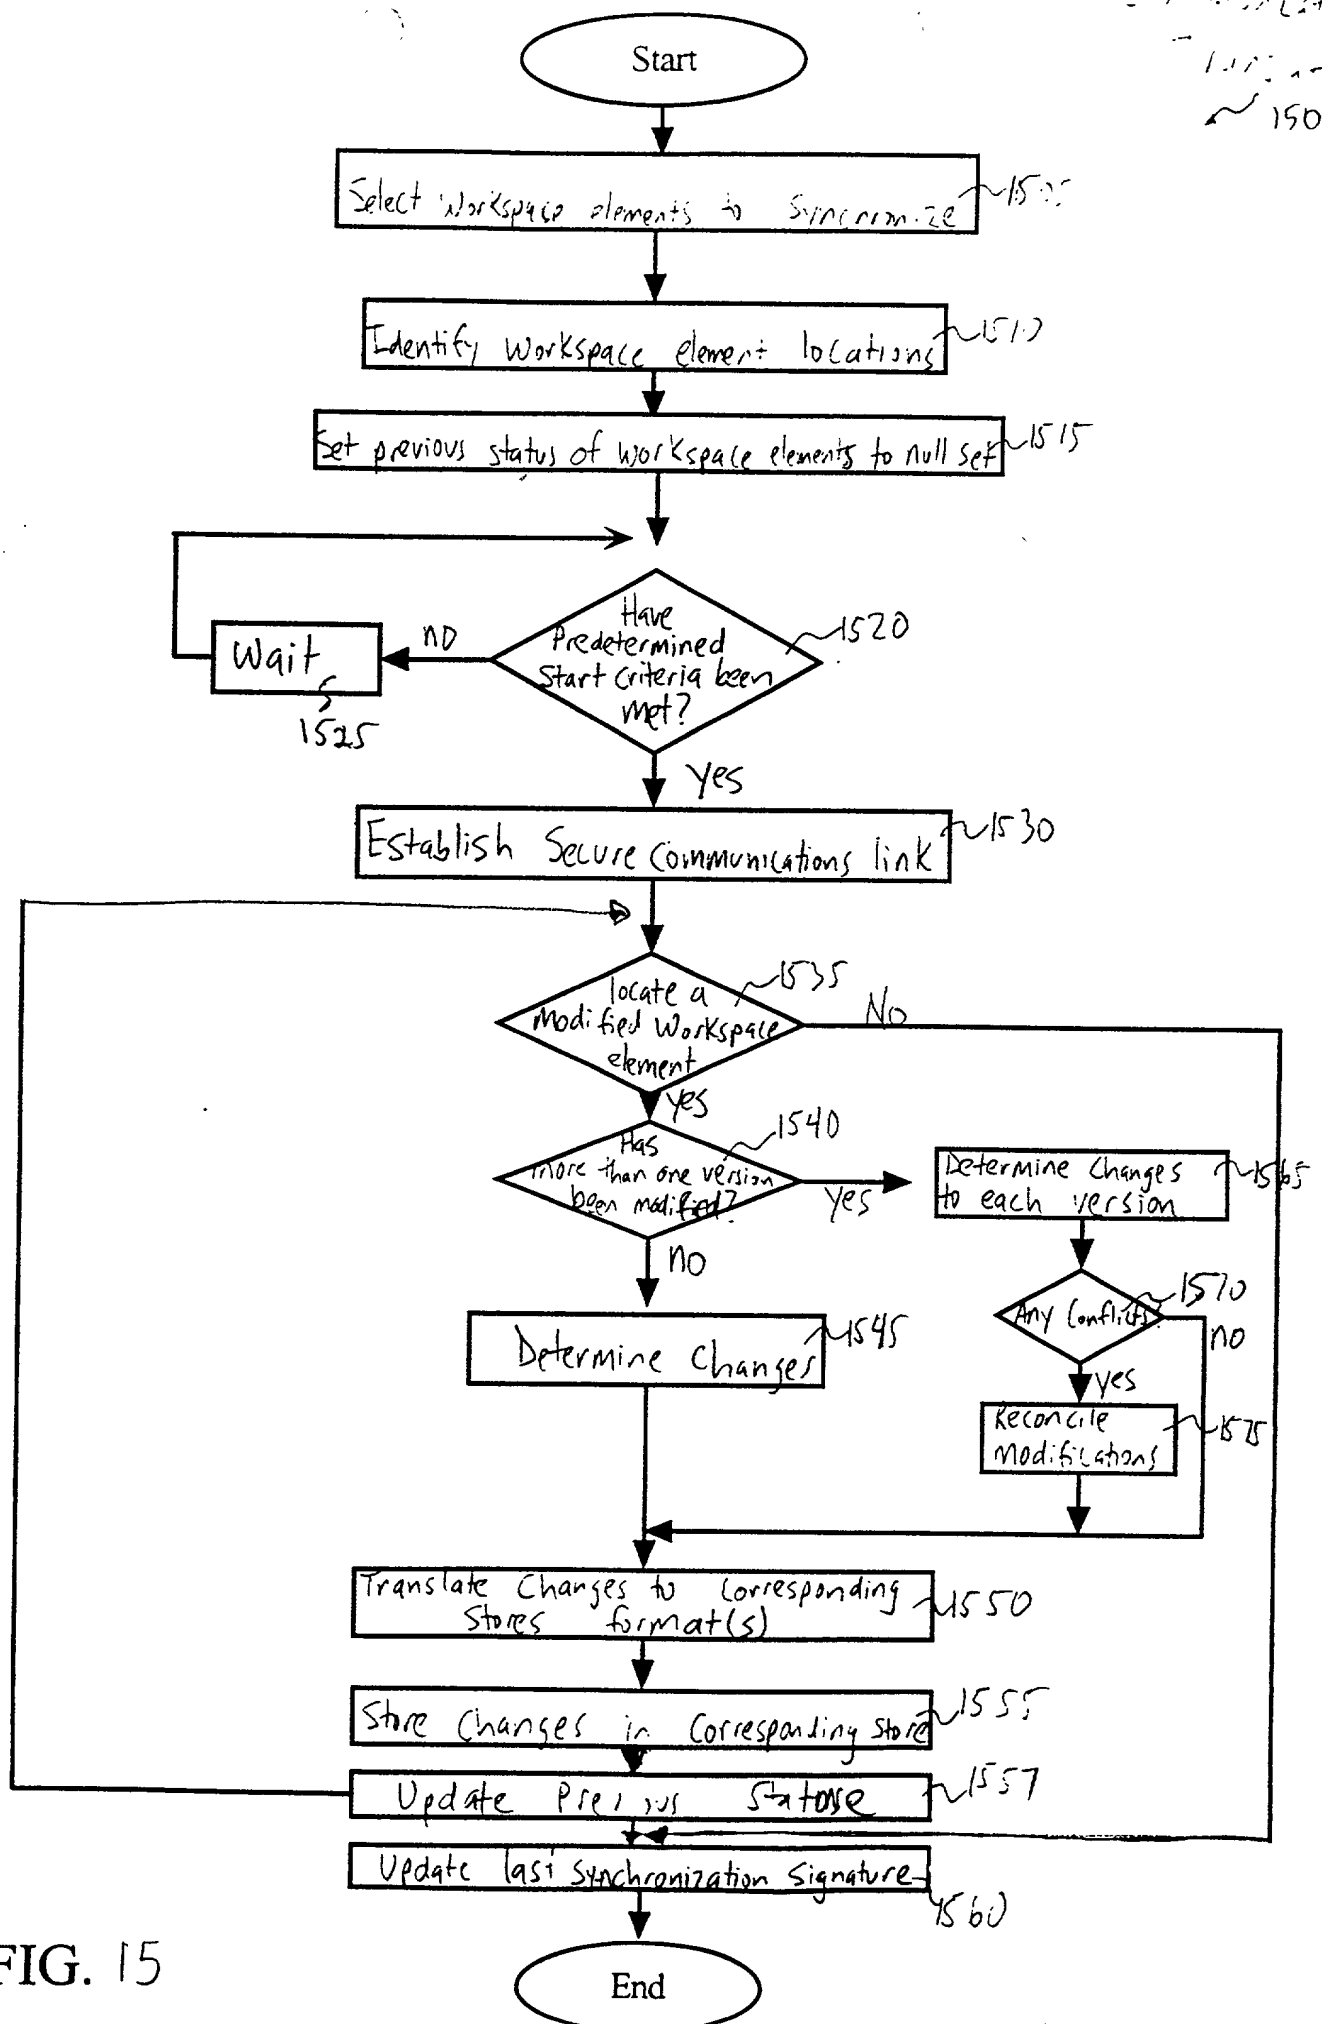 150
Start
Select Workspace elements to Syncronize
Identify Workspace element locations
1510
Set previous status of workspace elements to null set
1515
Have
Predetermined
Start Criteria been
met?
1520
no
Wait
1525
yes
Establish Secure Communications link
1530
locate a
Modified Workspace
element
1535
No
yes
Has
more than one version
been modified?
1540
yes
Determine Changes
to each version
1565
no
Any Conflicts?
1570
no
Determine Changes
1545
yes
Reconcile
Modifications
1575
Translate Changes to Corresponding
Stores format(s)
1550
Store Changes in Corresponding Store
1555
Update Previous
1557
Update last Synchronization Signature
1560
FIG. 15
End